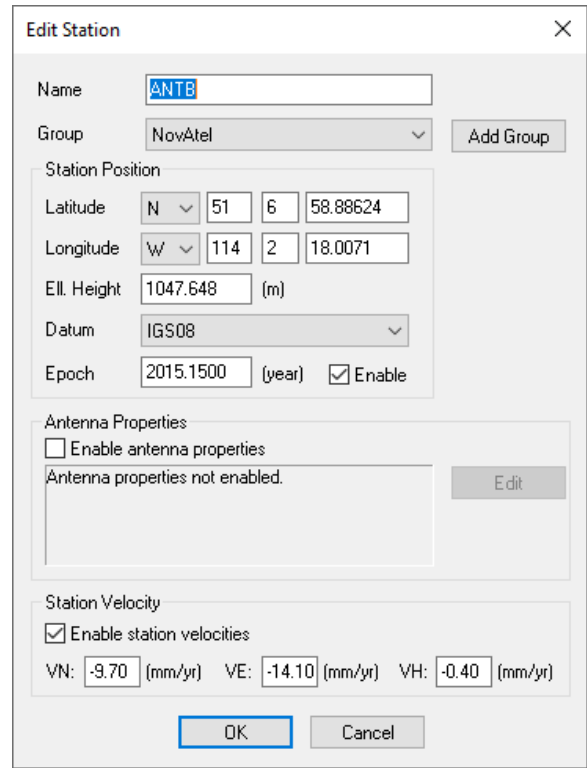 Edit Station
Name ANTB
Group NovAtel Add Group
Station Position
Latitude N 51 6 58.88624
Longitude W 114 2 18.0071
Ell. Height 1047.648 (m)
Datum IGS08
Epoch 2015.1500 (year) Enable
Antenna Properties
Enable antenna properties
Antenna properties not enabled.
Edit
Station Velocity
Enable station velocities
VN: -9.70 (mm/yr) VE: -14.10 (mm/yr) VH: -0.40 (mm/yr)
OK Cancel